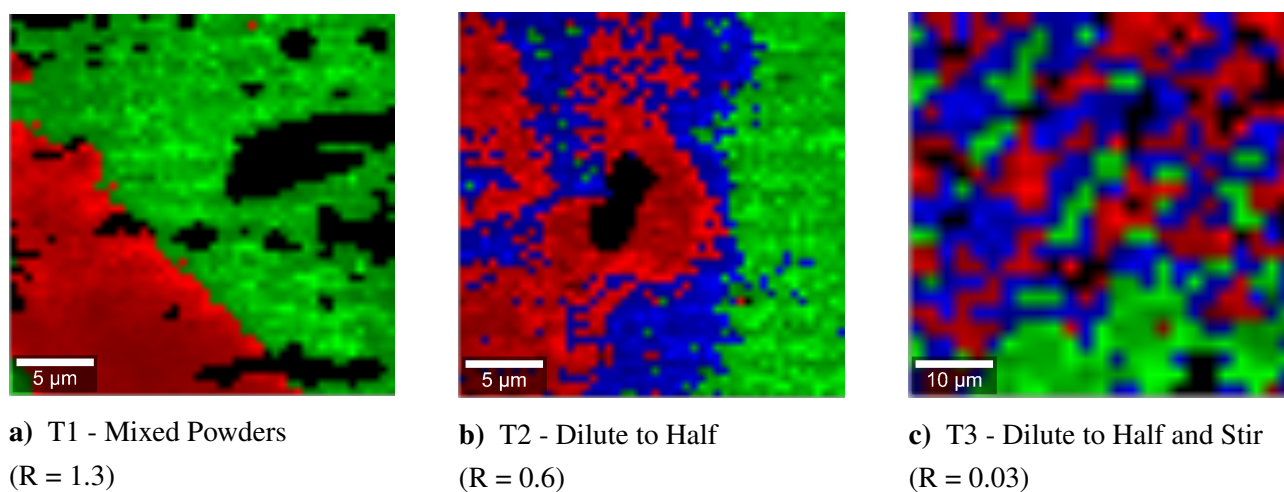 5 µm
5 µm
10 µm
a) T1 - Mixed Powders
(R = 1.3)
b) T2 - Dilute to Half
(R = 0.6)
c) T3 - Dilute to Half and Stir
(R = 0.03)